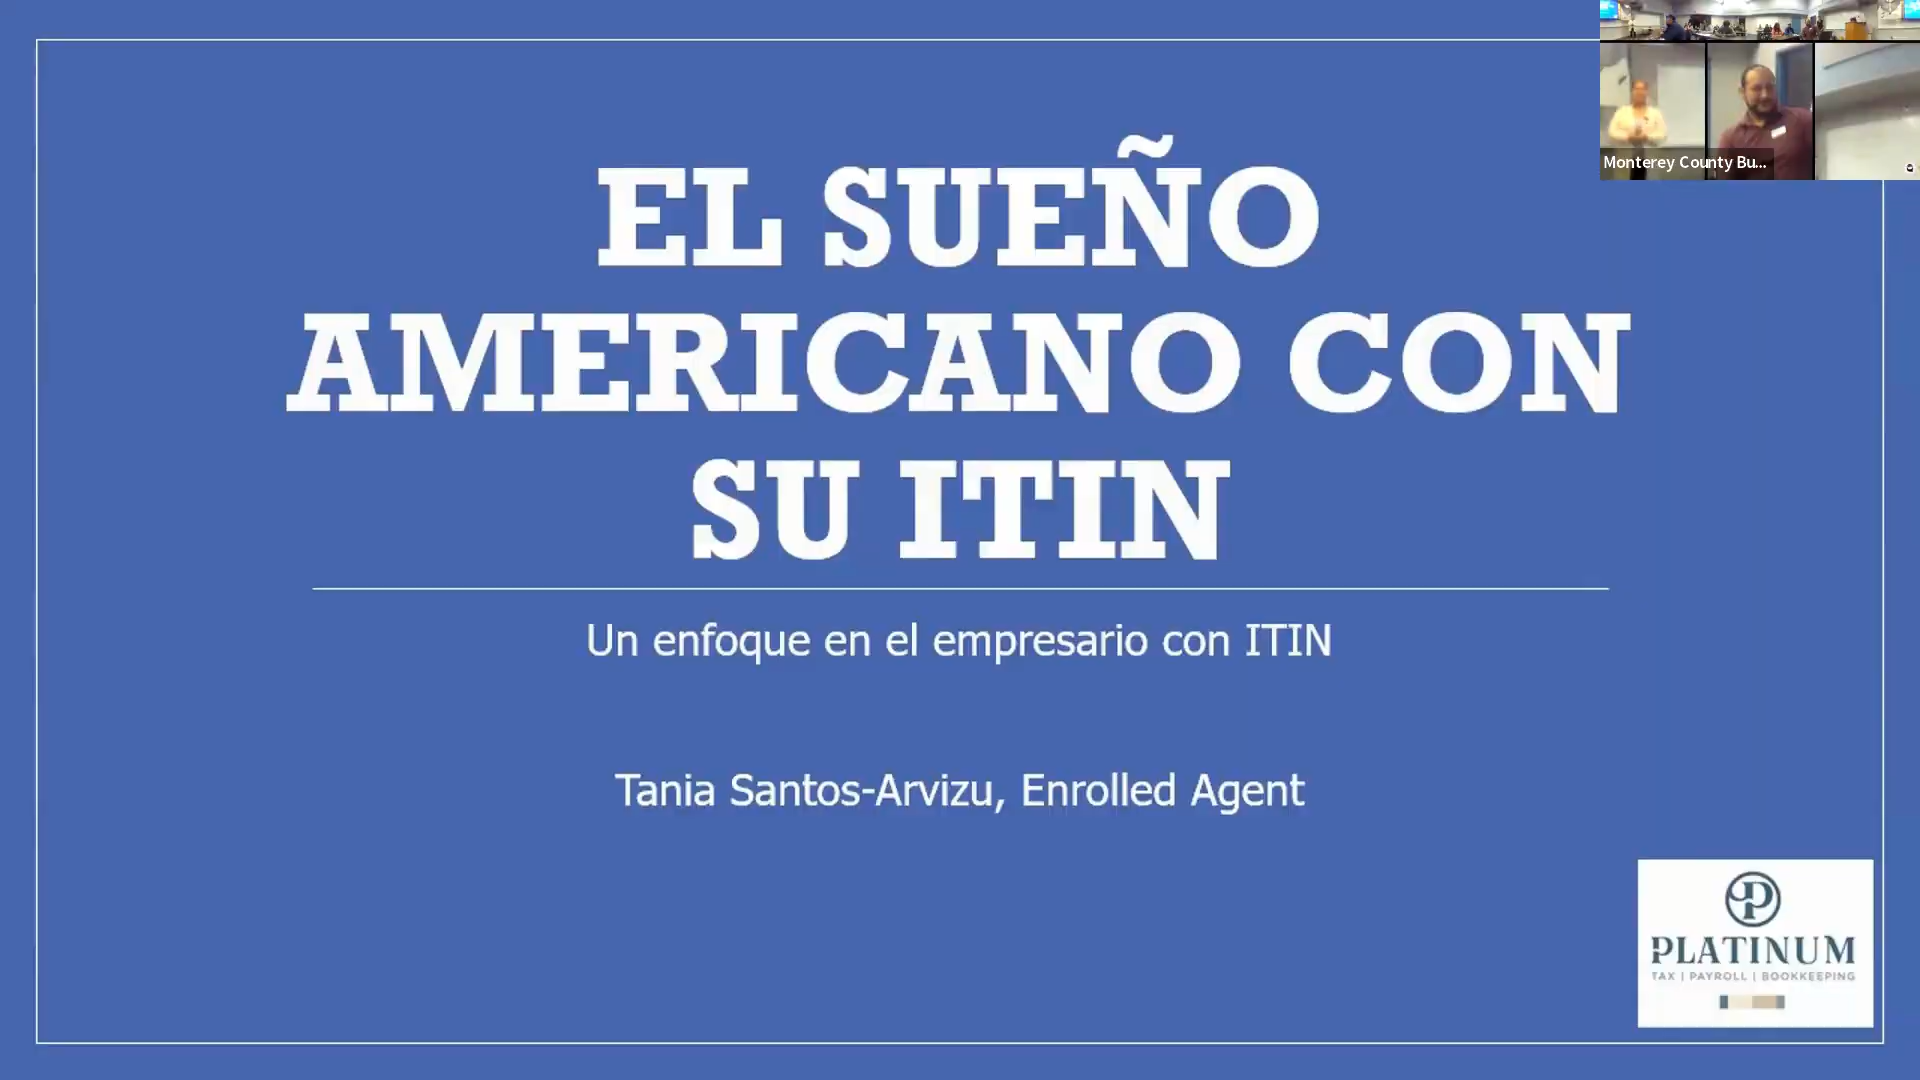 EL SUEÑO
AMERICANO CON
SU ITIN
Un enfoque en el empresario con ITIN
Tania Santos-Arvizu, Enrolled Agent
Monterey County Bu...
P
PLATINUM
TAX | PAYROLL | BOOKKEEPING